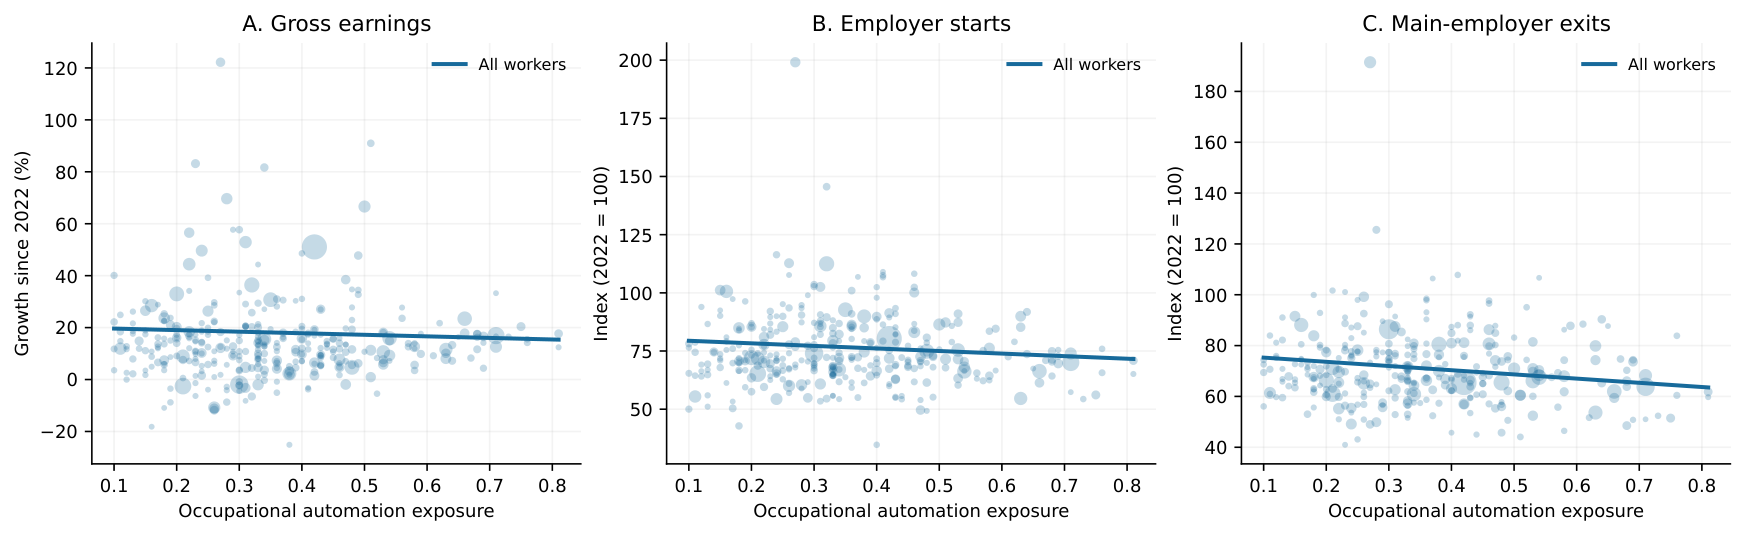 A. Gross earnings
All workers
Growth since 2022 (%)
120
100
80
60
40
20
0
−20
0.1 0.2 0.3 0.4 0.5 0.6 0.7 0.8
Occupational automation exposure
B. Employer starts
All workers
Index (2022 = 100)
200
175
150
125
100
75
50
0.1 0.2 0.3 0.4 0.5 0.6 0.7 0.8
Occupational automation exposure
C. Main-employer exits
All workers
Index (2022 = 100)
180
160
140
120
100
80
60
40
0.1 0.2 0.3 0.4 0.5 0.6 0.7 0.8
Occupational automation exposure